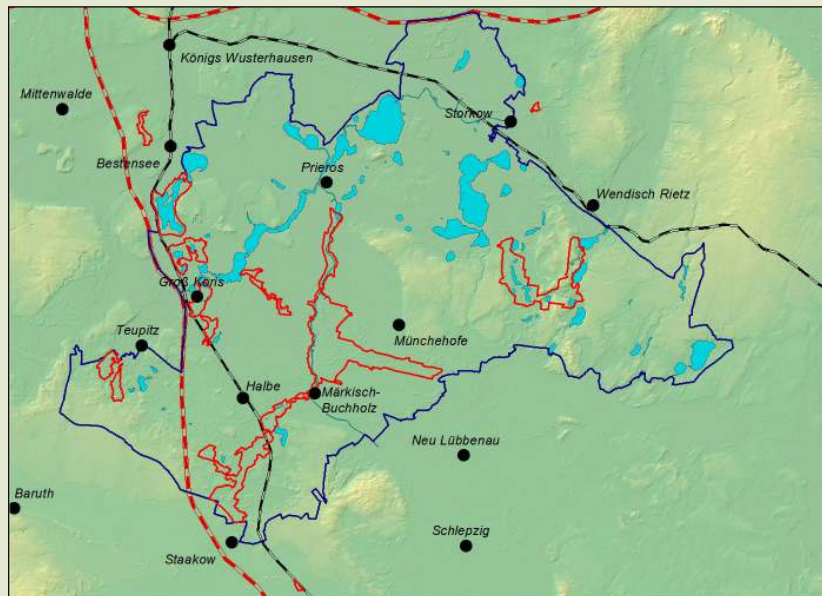 Königs Wusterhausen
Mittenwalde
Storkow
Bestensee
Prieros
Wendisch Rietz
Groß Köris
Teupitz
Münchehofe
Halbe
Märkisch-
Buchholz
Neu Lübbenau
Baruth
Schlepzig
Staakow